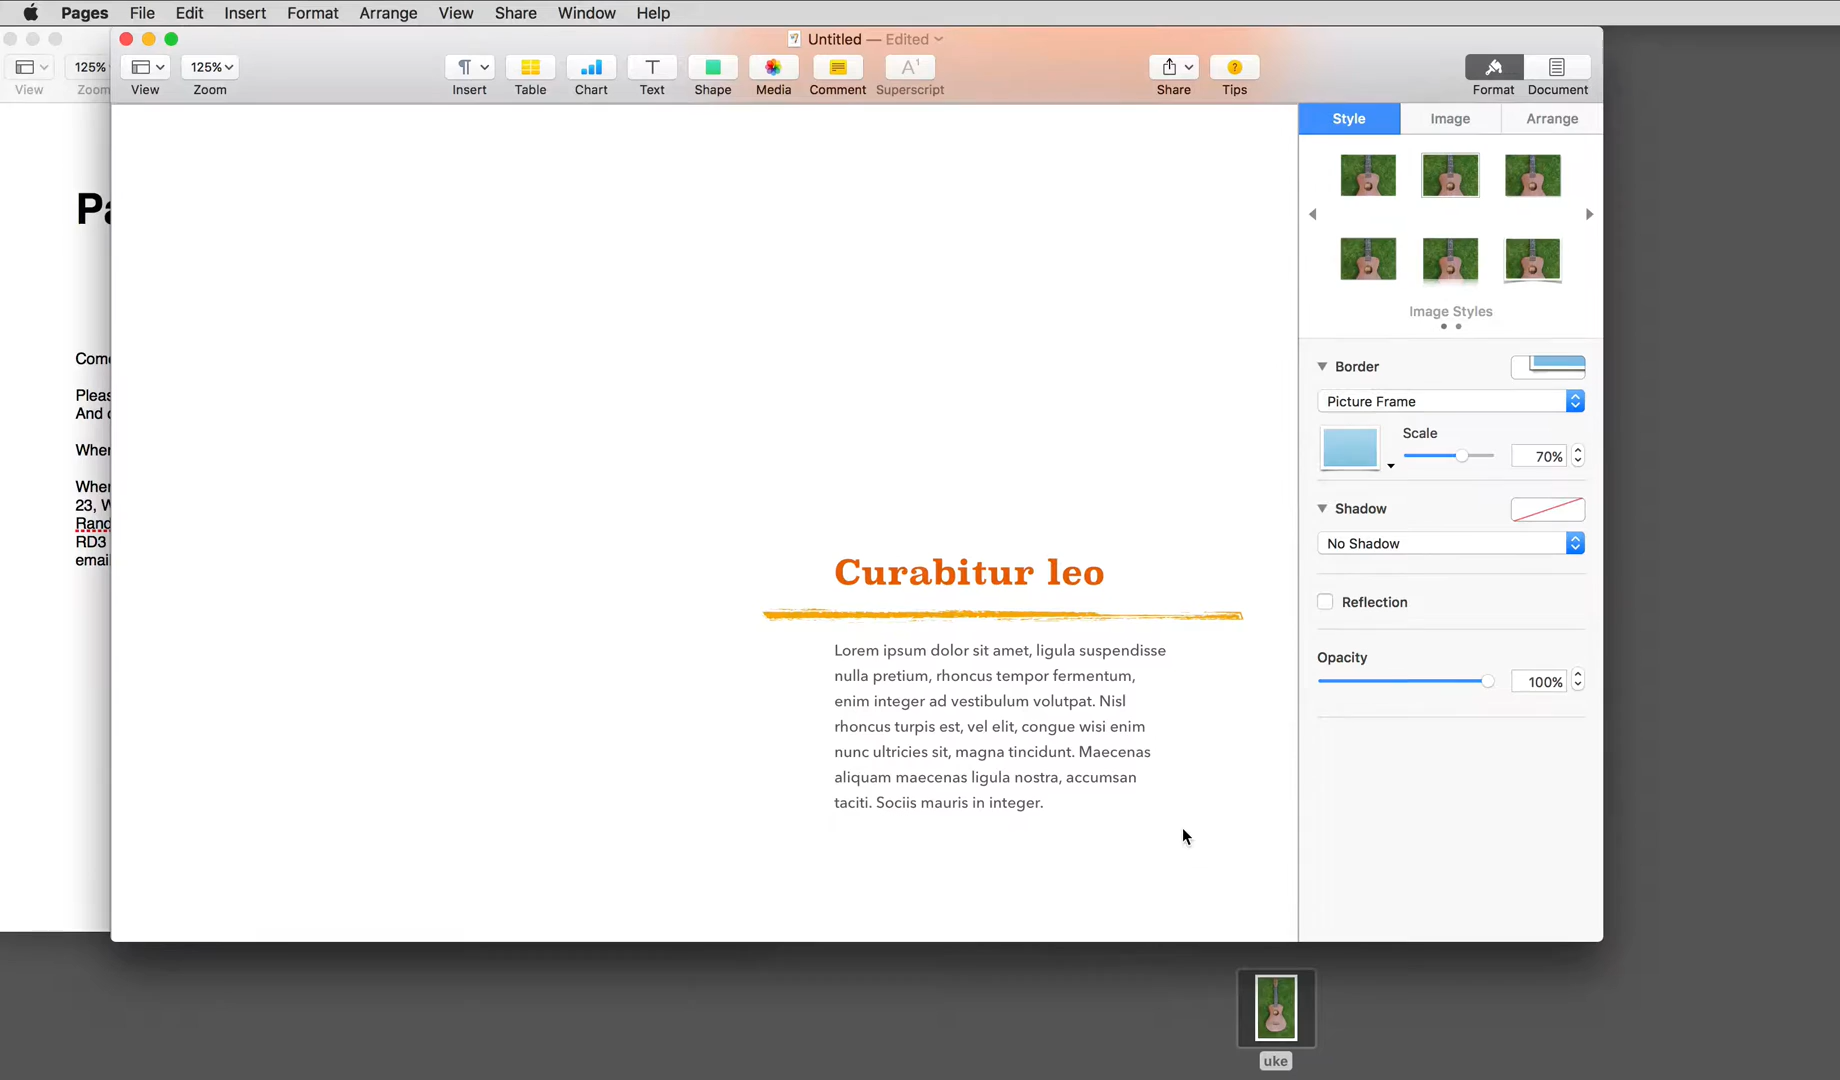 Pages File Edit Insert Format Arrange View Share Window Help
Untitled — Edited
125% 125%
View Zoom View Zoom Insert Table Chart Text Shape Media Comment Superscript Share Tips Format Document
Style Image Arrange
Image Styles
Border
Picture Frame
Scale
70%
Shadow
No Shadow
Reflection
Opacity
100%
Curabitur leo
Lorem ipsum dolor sit amet, ligula suspendisse
nulla pretium, rhoncus tempor fermentum,
enim integer ad vestibulum volutpat. Nisl
rhoncus turpis est, vel elit, congue wisi enim
nunc ultricies sit, magna tincidunt. Maecenas
aliquam maecenas ligula nostra, accumsan
taciti. Sociis mauris in integer.
And
23,
RD3
uke